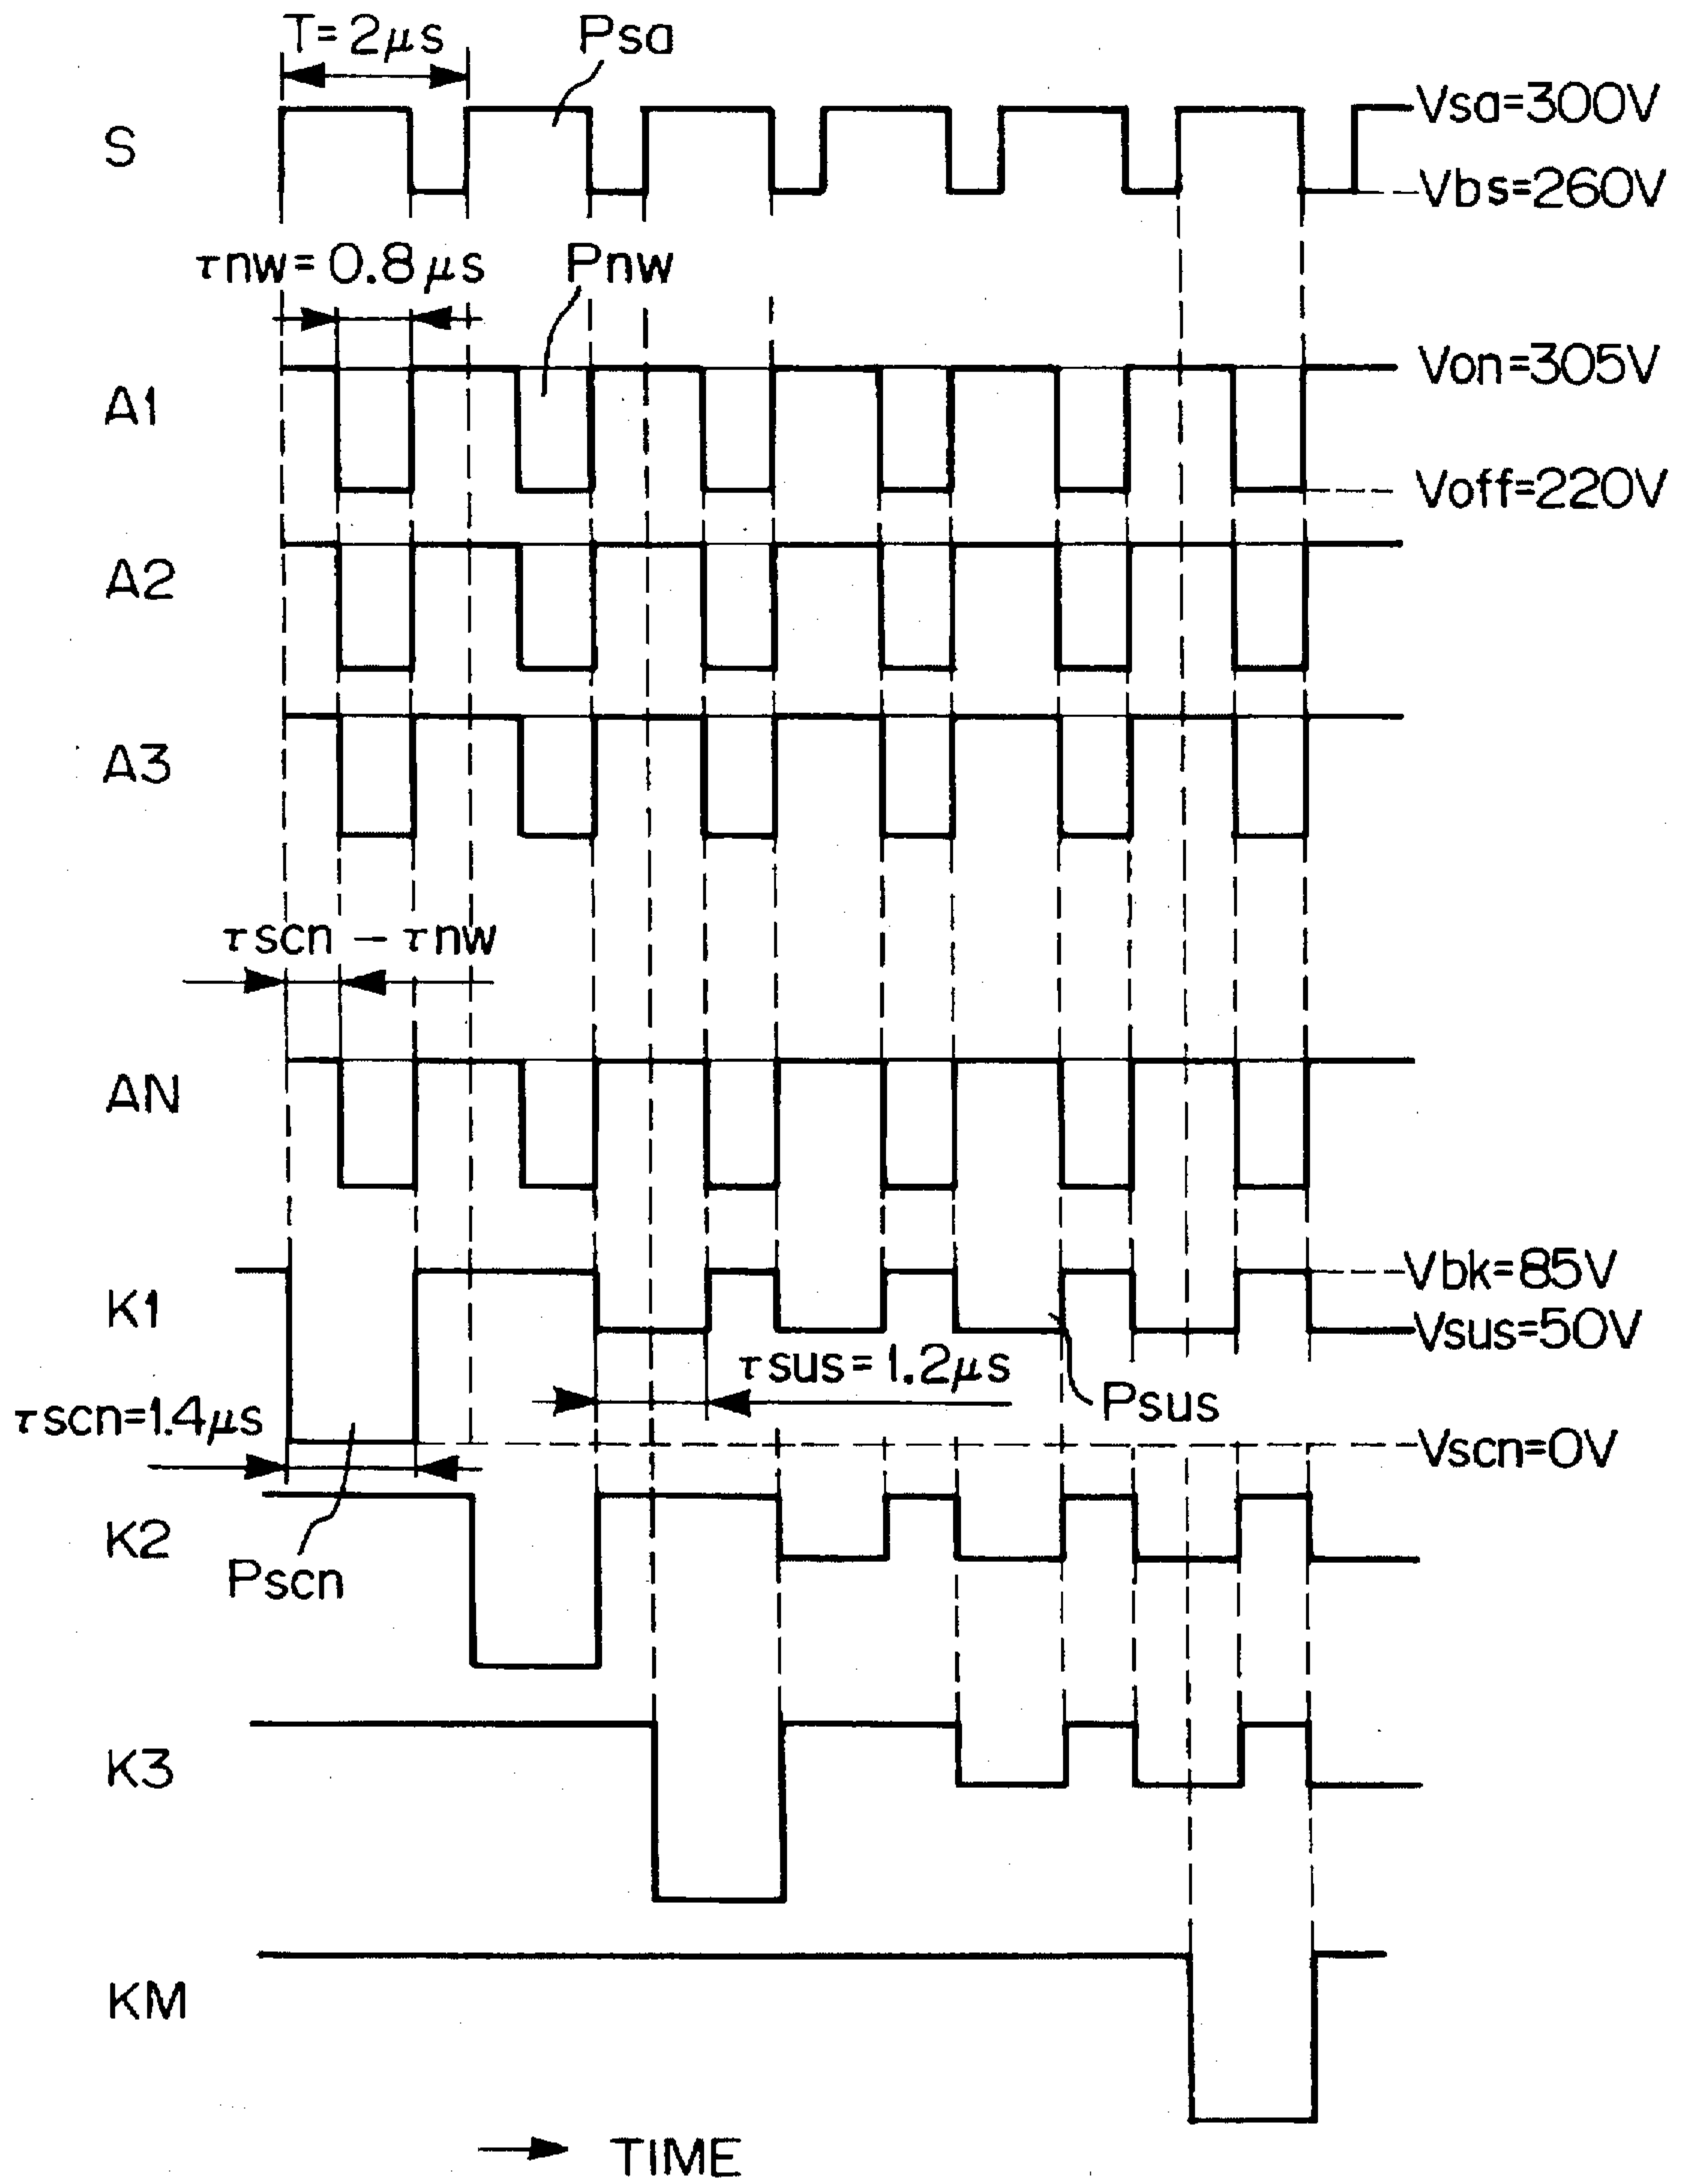 T=2μs
Psa
S
Vsa=300V
Vbs=260V
τnw=0.8μs
Pnw
A1
Von=305V
Voff=220V
A2
A3
τscn – τnw
AN
K1
Vbk=85V
Vsus=50V
τsus=1.2μs
Psus
τscn=1.4μs
Vscn=0V
K2
Pscn
K3
KM
→ TIME